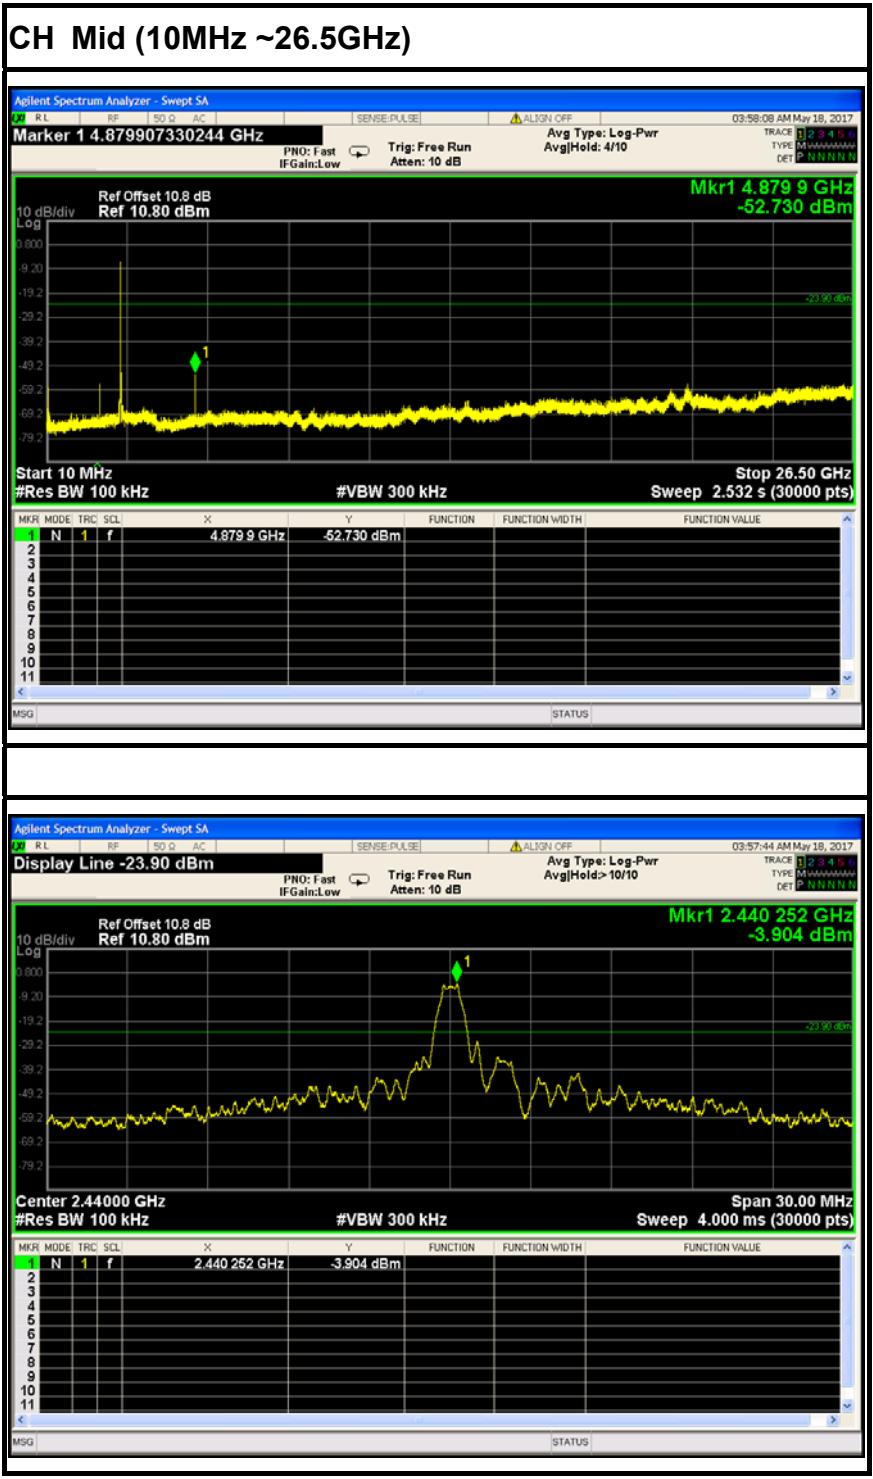 CH  Mid (10MHz ~26.5GHz)
Agilent Spectrum Analyzer - Swept SA
LXI RL RF 50 Ω AC SENSE:PULSE ALIGN OFF 03:58:08 AM May 18, 2017
Marker 1 4.879907330244 GHz
PNO: Fast
IFGain:Low
Trig: Free Run
Atten: 10 dB
Avg Type: Log-Pwr
Avg|Hold: 4/10
TRACE 1 2 3 4 5 6
TYPE M
DET P N N N N N
Mkr1 4.879 9 GHz
-52.730 dBm
Ref Offset 10.8 dB
10 dB/div Ref 10.80 dBm
Log
0.800
-9.20
-19.2
-23.90 dBm
-29.2
-39.2
1
-49.2
-59.2
-69.2
-79.2
Start 10 MHz Stop 26.50 GHz
#Res BW 100 kHz #VBW 300 kHz Sweep 2.532 s (30000 pts)
MKR MODE TRC SCL X Y FUNCTION FUNCTION WIDTH FUNCTION VALUE
1 N 1 f 4.879 9 GHz -52.730 dBm
2
3
4
5
6
7
8
9
10
11
MSG STATUS
Agilent Spectrum Analyzer - Swept SA
LXI RL RF 50 Ω AC SENSE:PULSE ALIGN OFF 03:57:44 AM May 18, 2017
Display Line -23.90 dBm
PNO: Fast
IFGain:Low
Trig: Free Run
Atten: 10 dB
Avg Type: Log-Pwr
Avg|Hold:>10/10
TRACE 1 2 3 4 5 6
TYPE M
DET P N N N N N
Mkr1 2.440 252 GHz
-3.904 dBm
Ref Offset 10.8 dB
10 dB/div Ref 10.80 dBm
Log
1
0.800
-9.20
-19.2
-23.90 dBm
-29.2
-39.2
-49.2
-59.2
-69.2
-79.2
Center 2.44000 GHz Span 30.00 MHz
#Res BW 100 kHz #VBW 300 kHz Sweep 4.000 ms (30000 pts)
MKR MODE TRC SCL X Y FUNCTION FUNCTION WIDTH FUNCTION VALUE
1 N 1 f 2.440 252 GHz -3.904 dBm
2
3
4
5
6
7
8
9
10
11
MSG STATUS